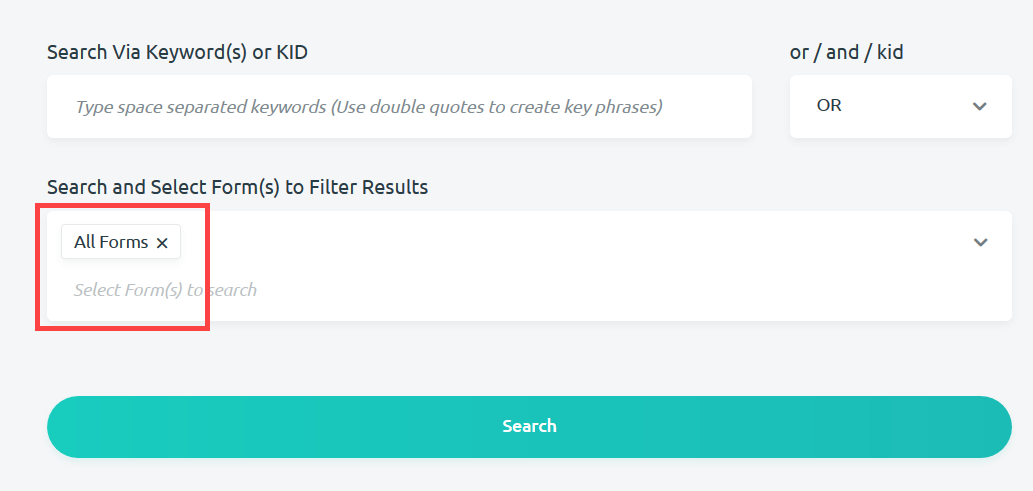 Search Via Keyword(s) or KID
or / and / kid
Type space separated keywords (Use double quotes to create key phrases)
OR
Search and Select Form(s) to Filter Results
All Forms ×
Select Form(s) to search
Search